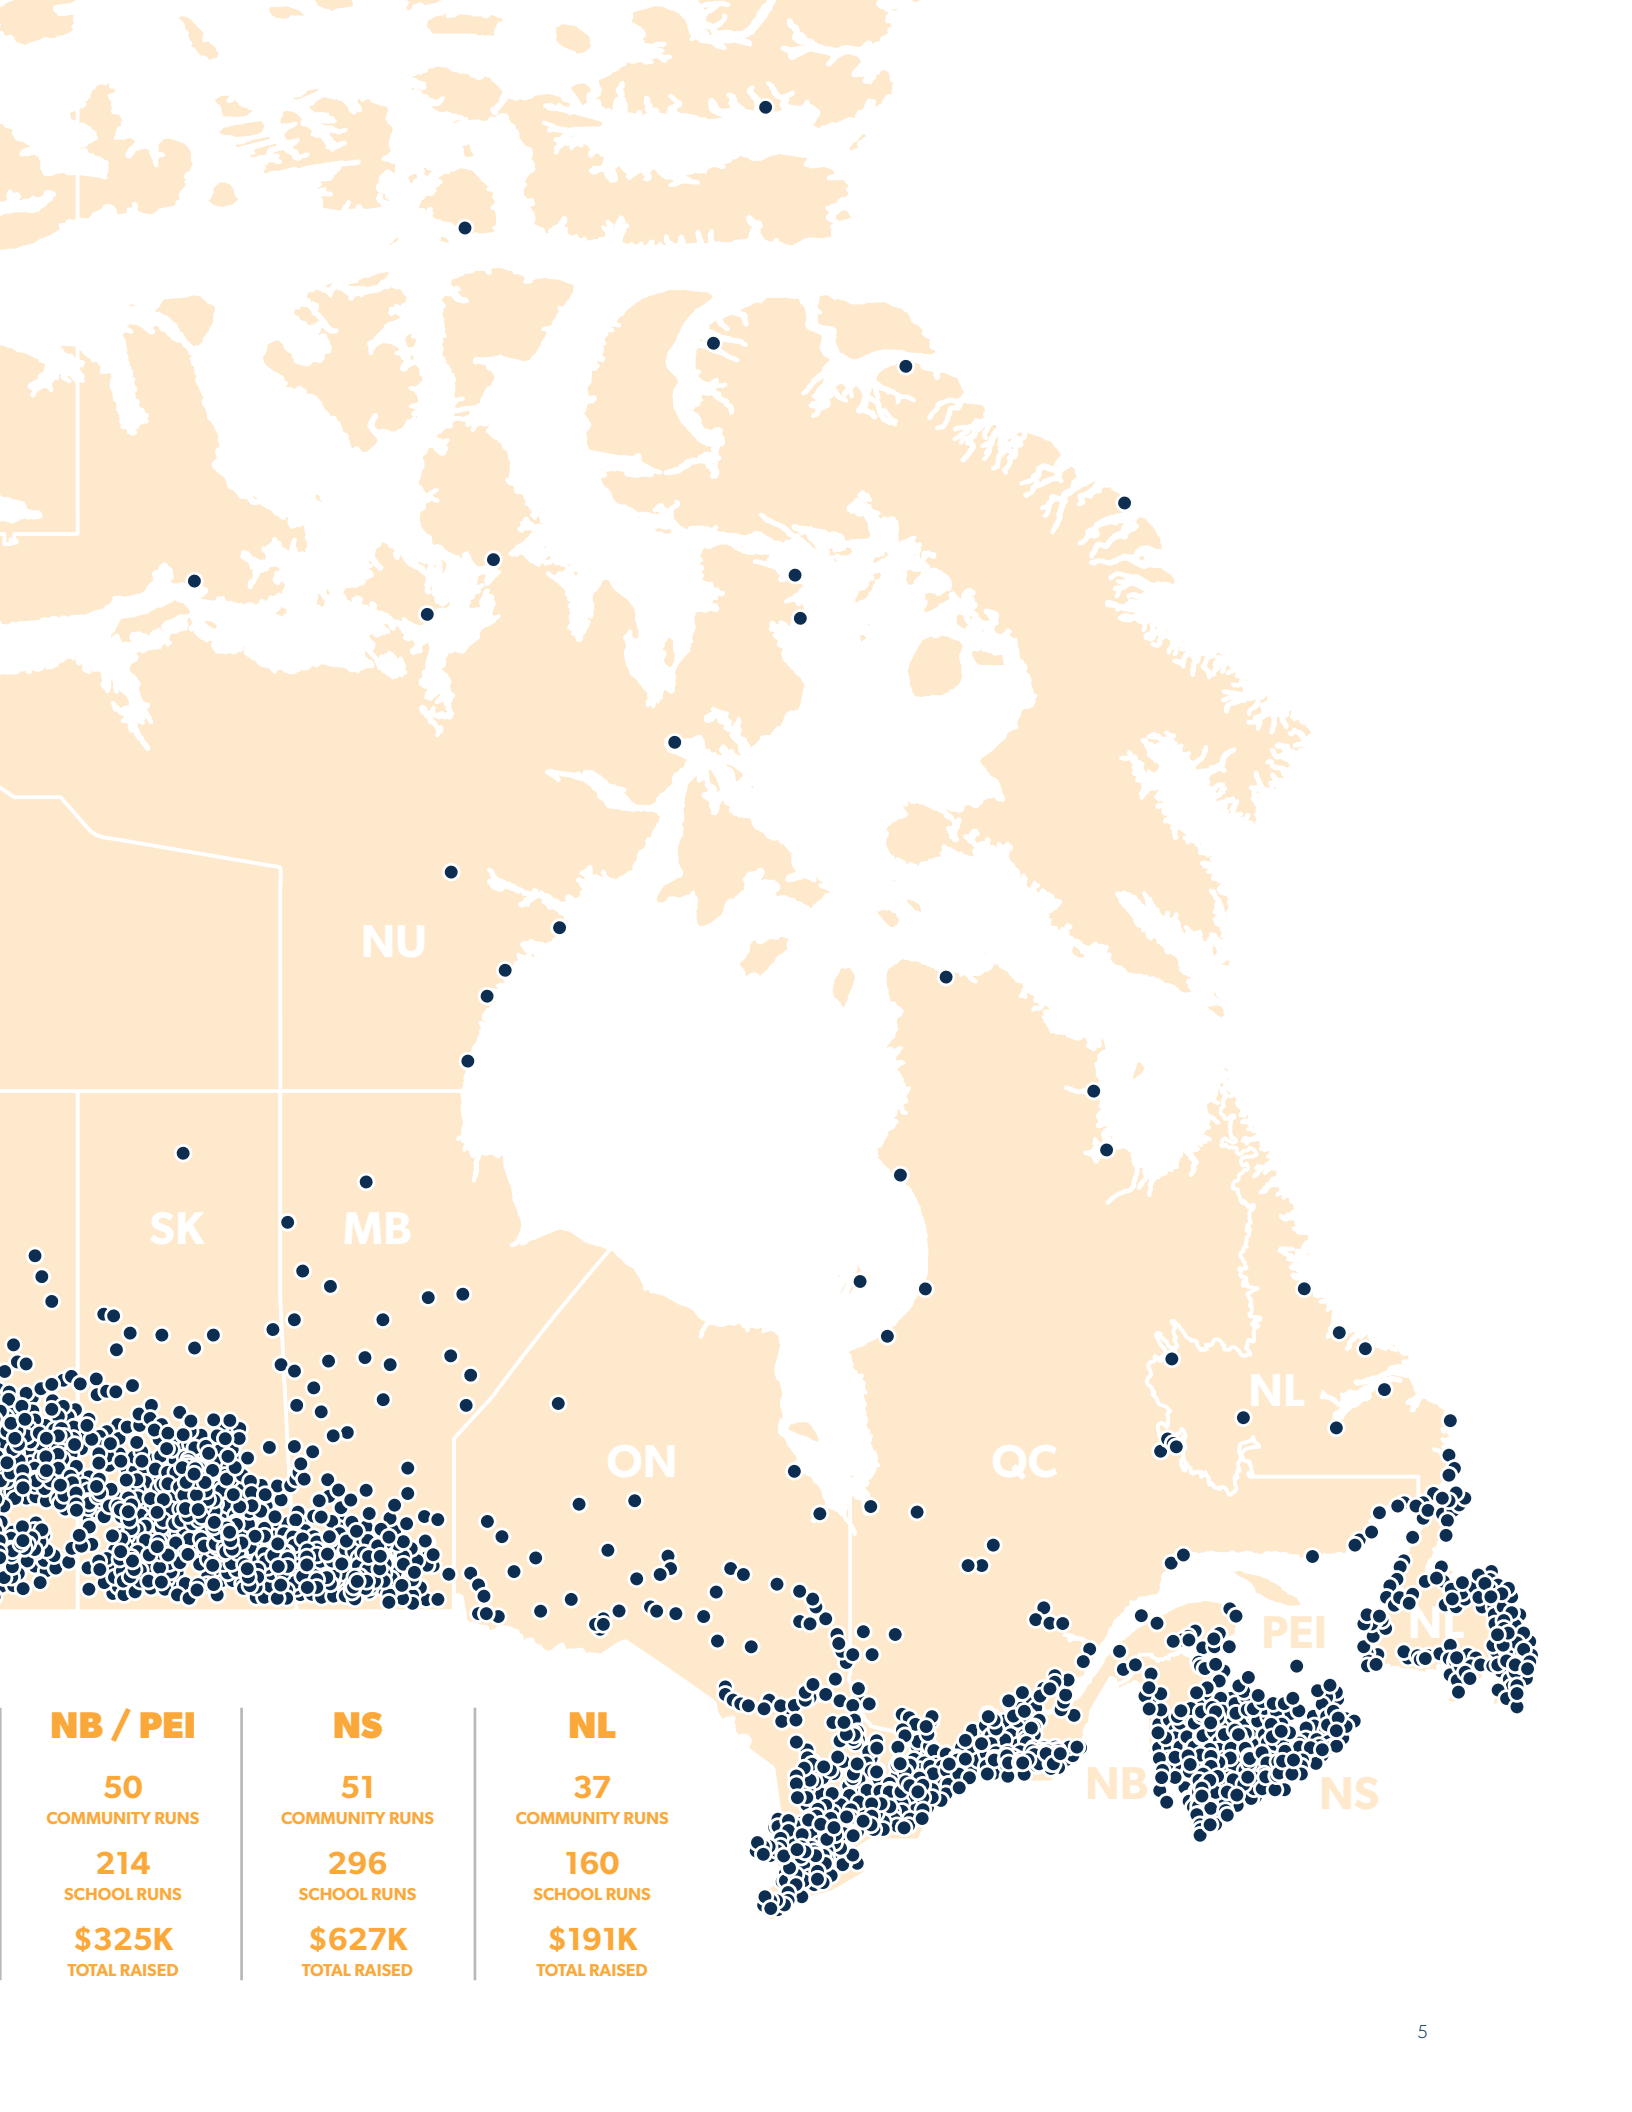 NU
SK
MB
NL
ON
QC
PEI
NL
NB
NS
NB / PEI
50
COMMUNITY RUNS
214
SCHOOL RUNS
$325K
TOTAL RAISED
NS
51
COMMUNITY RUNS
296
SCHOOL RUNS
$627K
TOTAL RAISED
NL
37
COMMUNITY RUNS
160
SCHOOL RUNS
$191K
TOTAL RAISED
5